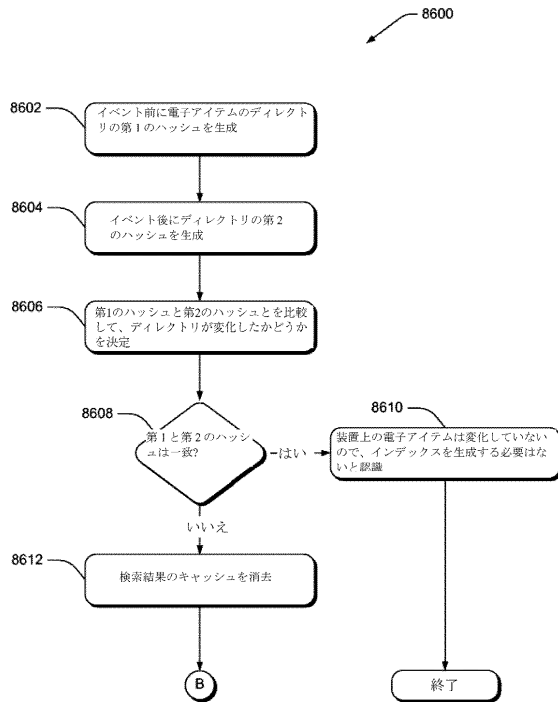 8600
8602
イベント前に電子アイテムのディレクト
リの第1のハッシュを生成
8604
イベント後にディレクトリの第2
のハッシュを生成
8606
第1のハッシュと第2のハッシュとを比較
して、ディレクトリが変化したかどうか
を決定
8608
第1と第2のハッシ
ュは一致?
はい
8610
装置上の電子アイテムは変化していない
ので、インデックスを生成する必要はな
いと認識
いいえ
8612
検索結果のキャッシュを消去
B
終了